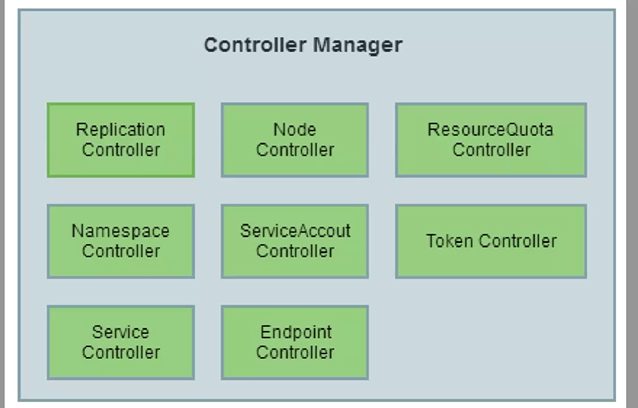 Controller Manager
Replication
Controller
Node
Controller
ResourceQuota
Controller
Namespace
Controller
ServiceAccout
Controller
Token Controller
Service
Controller
Endpoint
Controller